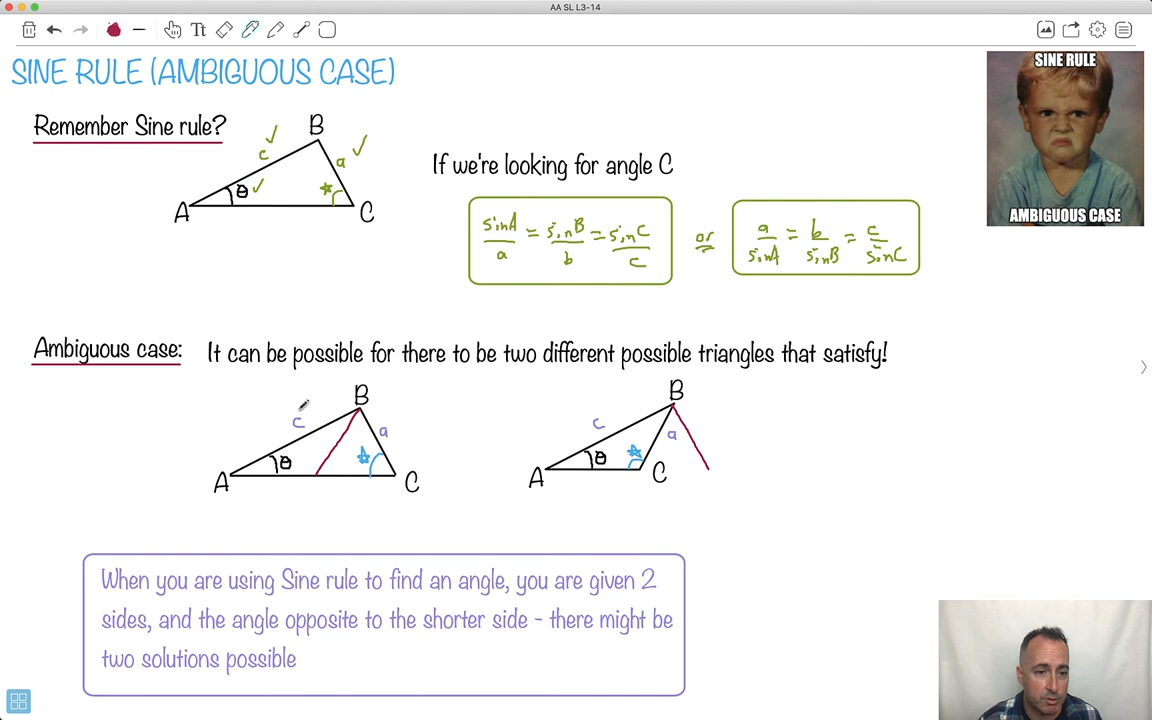 AA SL L3-14
Tt
SINE RULE (AMBIGUOUS CASE)
SINE RULE
AMBIGUOUS CASE
Remember Sine rule?
B
c
a
θ
A
C
If we're looking for angle C
sinA/a = sinB/b = sinC/c
or
a/sinA = b/sinB = c/sinC
Ambiguous case: It can be possible for there to be two different possible triangles that satisfy!
B
c
a
θ
A
C
B
c
a
θ
A
C
When you are using Sine rule to find an angle, you are given 2
sides, and the angle opposite to the shorter side - there might be
two solutions possible